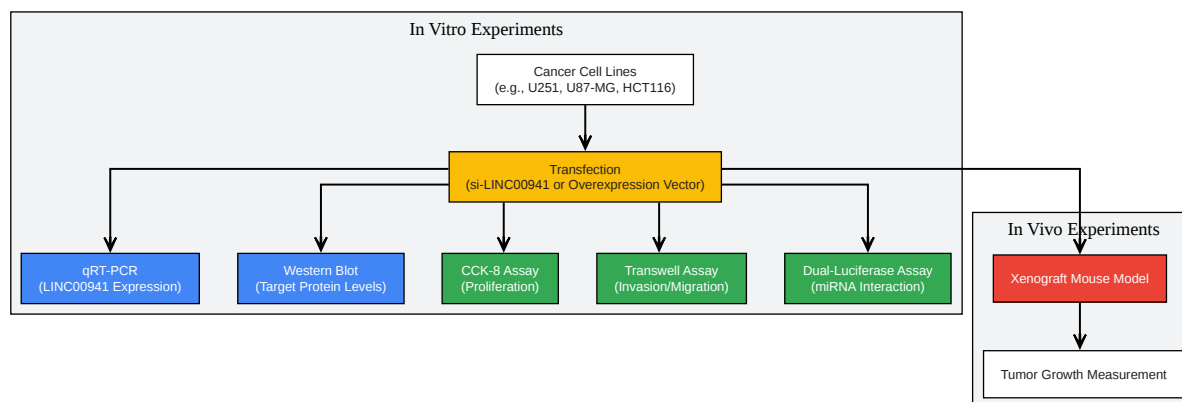 In Vitro Experiments
Cancer Cell Lines
(e.g., U251, U87-MG, HCT116)
Transfection
(si-LINC00941 or Overexpression Vector)
qRT-PCR
(LINC00941 Expression)
Western Blot
(Target Protein Levels)
CCK-8 Assay
(Proliferation)
Transwell Assay
(Invasion/Migration)
Dual-Luciferase Assay
(miRNA Interaction)
In Vivo Experiments
Xenograft Mouse Model
Tumor Growth Measurement